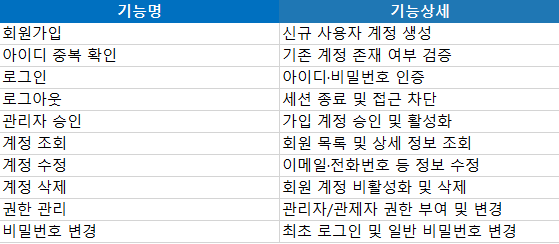 기능명 기능상세
회원가입 신규 사용자 계정 생성
아이디 중복 확인 기존 계정 존재 여부 검증
로그인 아이디·비밀번호 인증
로그아웃 세션 종료 및 접근 차단
관리자 승인 가입 계정 승인 및 활성화
계정 조회 회원 목록 및 상세 정보 조회
계정 수정 이메일·전화번호 등 정보 수정
계정 삭제 회원 계정 비활성화 및 삭제
권한 관리 관리자/관제자 권한 부여 및 변경
비밀번호 변경 최초 로그인 및 일반 비밀번호 변경